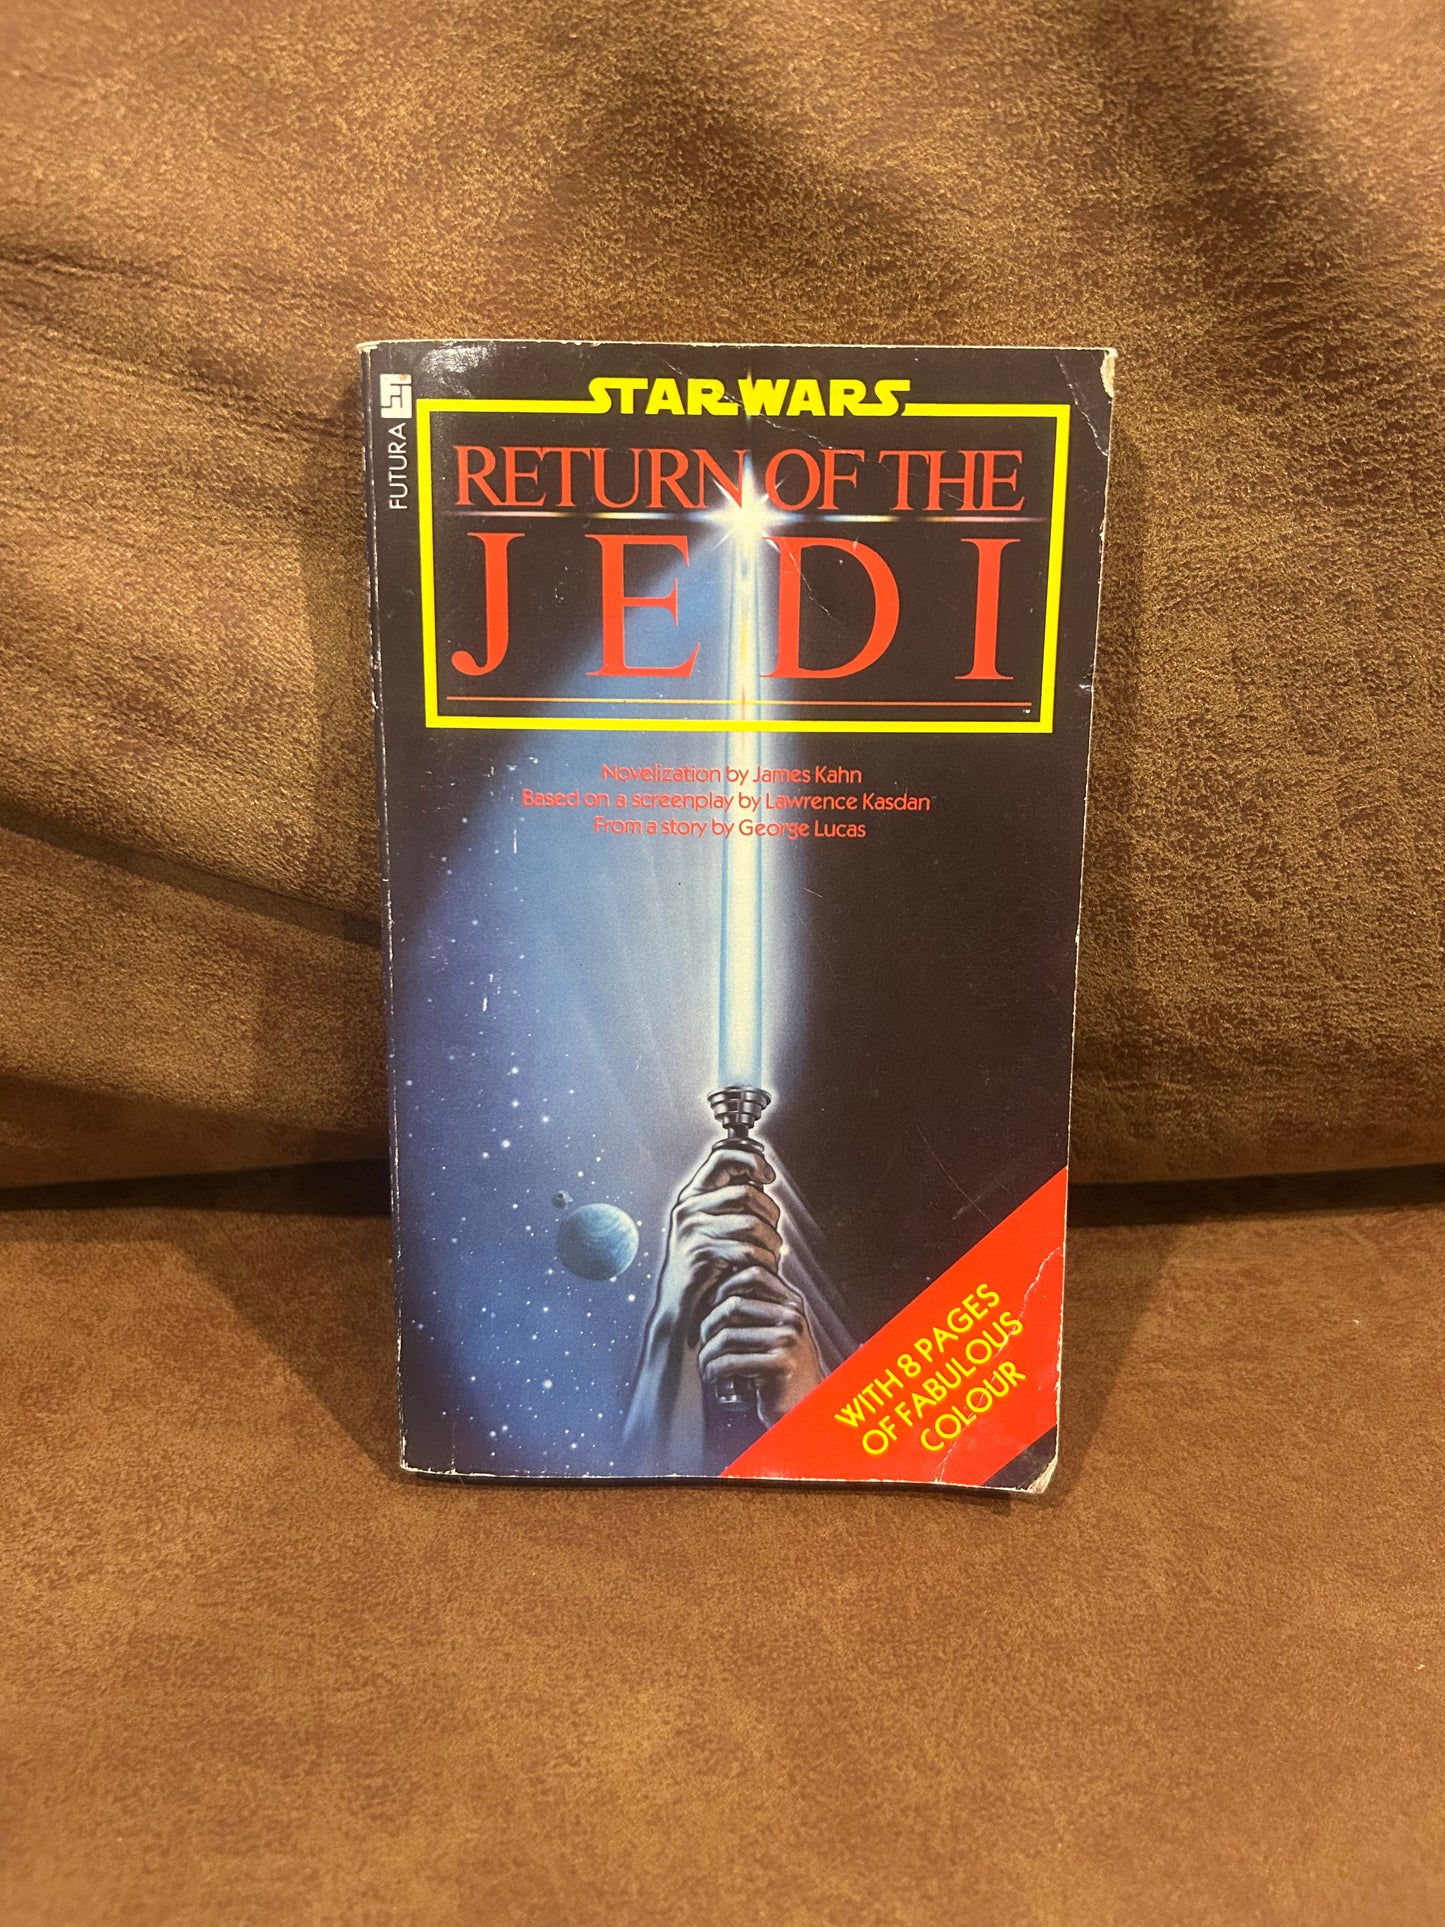 STAR WARS
FUTURA
RETURN OF THE
JEDI
TM
Novelization by James Kahn
Based on a screenplay by Lawrence Kasdan
From a story by George Lucas
WITH 8 PAGES
OF FABULOUS
COLOUR